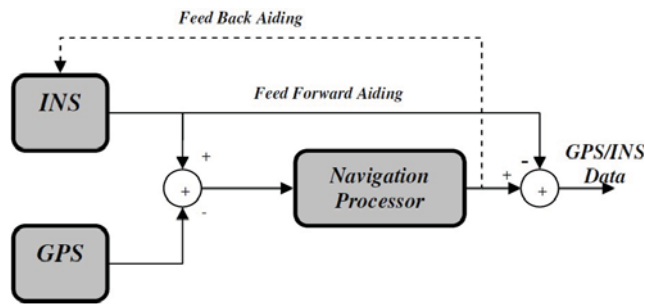 Feed Back Aiding
INS
Feed Forward Aiding
+
-
GPS/INS
Data
+
+
+
Navigation
Processor
-
GPS